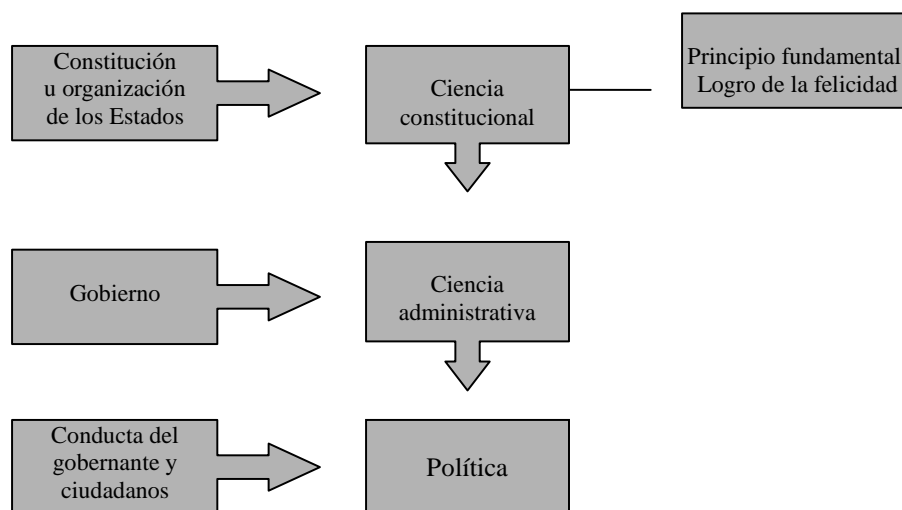 Constitución
u organización
de los Estados
Ciencia
constitucional
Principio fundamental
Logro de la felicidad
Gobierno
Ciencia
administrativa
Conducta del
gobernante y
ciudadanos
Política